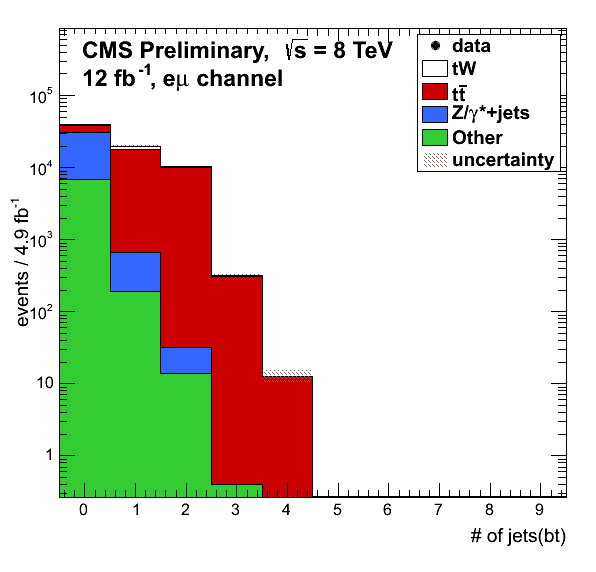 CMS Preliminary, √s = 8 TeV
12 fb⁻¹, eμ channel
data
tW
tt̄
Z/γ*+jets
Other
uncertainty
events / 4.9 fb⁻¹
10⁵
10⁴
10³
10²
10
1
0 1 2 3 4 5 6 7 8 9
# of jets(bt)